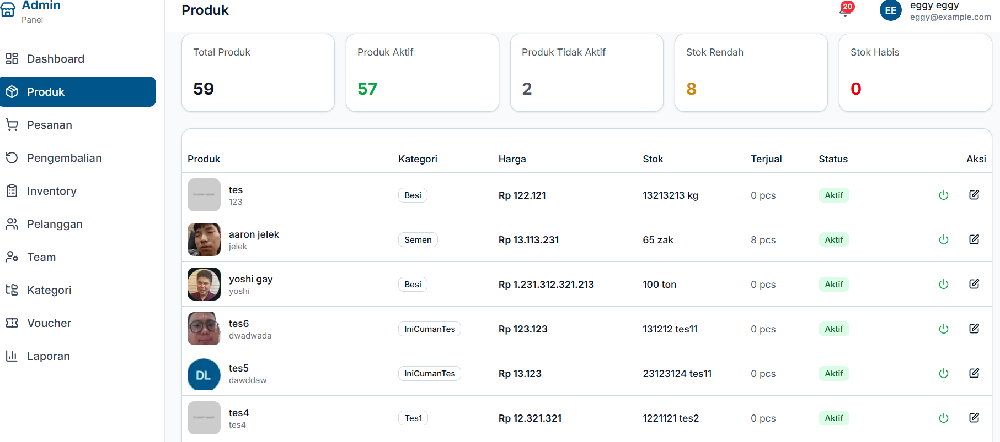 Admin
Panel
Produk
20
EE
eggy eggy
eggy@example.com
Dashboard
Produk
Pesanan
Pengembalian
Inventory
Pelanggan
Team
Kategori
Voucher
Laporan
Total Produk
59
Produk Aktif
57
Produk Tidak Aktif
2
Stok Rendah
8
Stok Habis
0
Produk Kategori Harga Stok Terjual Status Aksi
tes
123
Besi Rp 122.121 13213213 kg 0 pcs Aktif
aaron jelek
jelek
Semen Rp 13.113.231 65 zak 8 pcs Aktif
yoshi gay
yoshi
Besi Rp 1.231.312.321.213 100 ton 0 pcs Aktif
tes6
dwadwada
IniCumanTes Rp 123.123 131212 tes11 0 pcs Aktif
DL
tes5
dawddaw
IniCumanTes Rp 13.123 23123124 tes11 0 pcs Aktif
tes4
tes4
Tes1 Rp 12.321.321 1221121 tes2 0 pcs Aktif